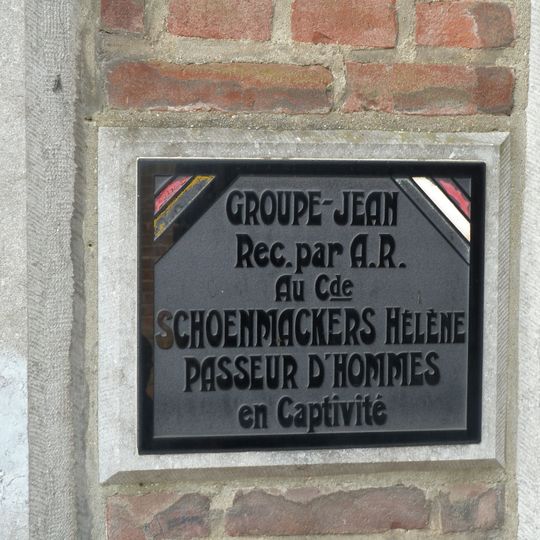 GROUPE-JEAN
Rec. par A.R.
Au Cde
SCHOENMACKERS HÉLÈNE
PASSEUR D'HOMMES
en Captivité